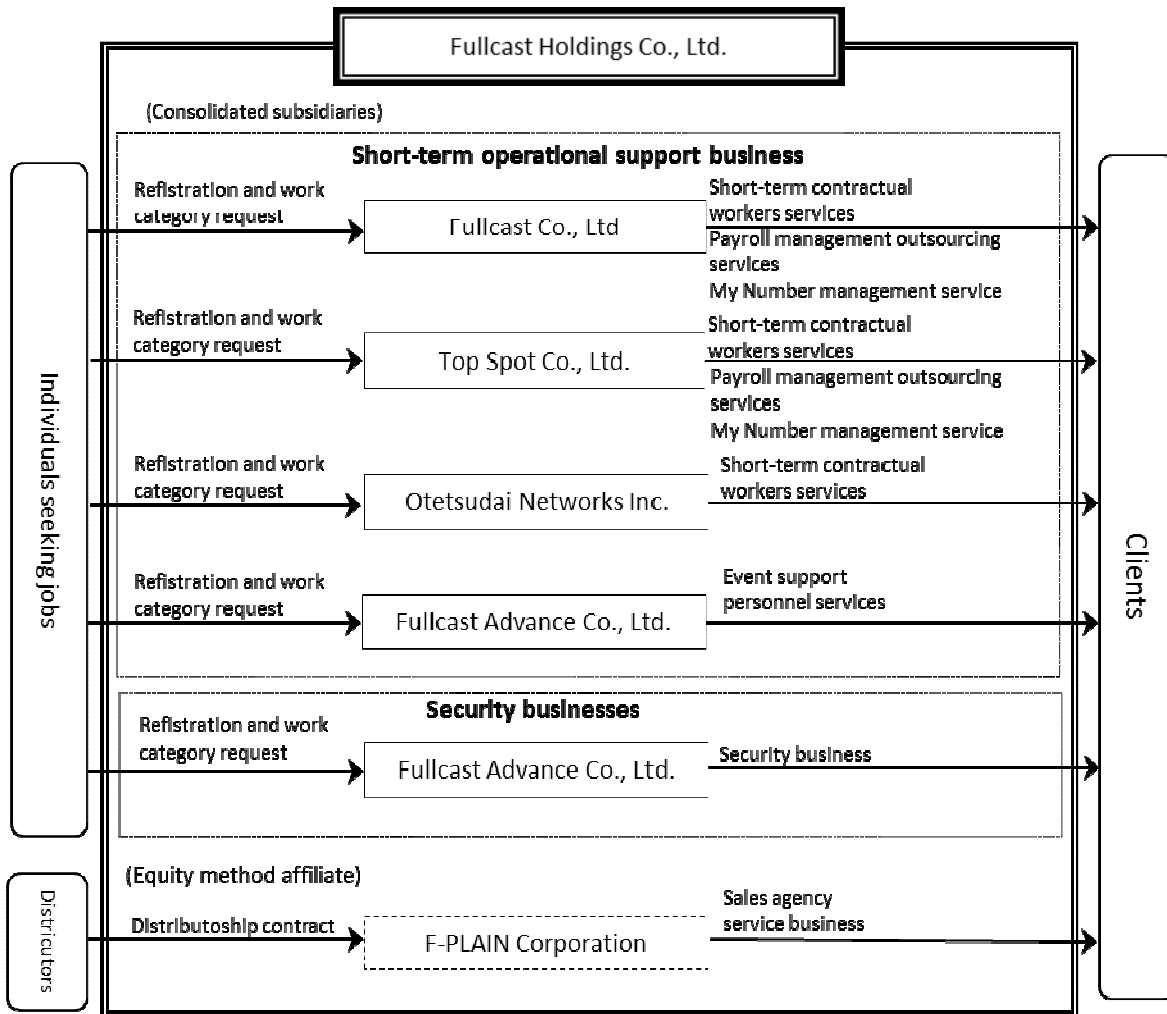 Fullcast Holdings Co., Ltd.
(Consolidated subsidiaries)
Short-term operational support business
Refistration and work
category request
Fullcast Co., Ltd
Short-term contractual
workers services
Payroll management outsourcing
services
My Number management service
Refistration and work
category request
Top Spot Co., Ltd.
Short-term contractual
workers services
Payroll management outsourcing
services
My Number management service
Refistration and work
category request
Otetsudai Networks Inc.
Short-term contractual
workers services
Refistration and work
category request
Fullcast Advance Co., Ltd.
Event support
personnel services
Individuals seeking jobs
Clients
Security businesses
Refistration and work
category request
Fullcast Advance Co., Ltd.
Security business
(Equity method affiliate)
Districutors
Distributoship contract
F-PLAIN Corporation
Sales agency
service business